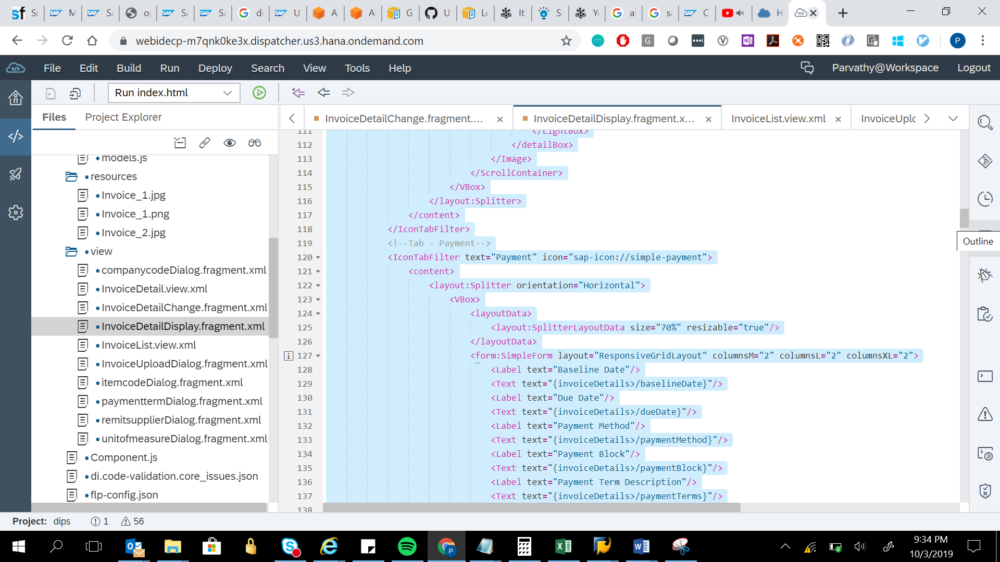 Su
M
SA
op
SA
SA
di
U
A
A
G
U
Lo
It'
Si
Yo
al
sa
C
H
webidecp-m7qnk0ke3x.dispatcher.us3.hana.ondemand.com
File Edit Build Run Deploy Search View Tools Help
Parvathy@Workspace Logout
Run index.html
Files Project Explorer
InvoiceDetailChange.fragment.... ×
InvoiceDetailDisplay.fragment.x... ×
InvoiceList.view.xml ×
InvoiceUplo
models.js
resources
Invoice_1.jpg
Invoice_1.png
Invoice_2.jpg
view
companycodeDialog.fragment.xml
InvoiceDetail.view.xml
InvoiceDetailChange.fragment.xml
InvoiceDetailDisplay.fragment.xml
InvoiceList.view.xml
InvoiceUploadDialog.fragment.xml
itemcodeDialog.fragment.xml
paymenttermDialog.fragment.xml
remitsupplierDialog.fragment.xml
unitofmeasureDialog.fragment.xml
Component.js
di.code-validation.core_issues.json
flp-config.json
111 </LightBox>
112 </detailBox>
113 </Image>
114 </ScrollContainer>
115 </VBox>
116 </layout:Splitter>
117 </content>
118 </IconTabFilter>
119 <!--Tab - Payment-->
120 <IconTabFilter text="Payment" icon="sap-icon://simple-payment">
121 <content>
122 <layout:Splitter orientation="Horizontal">
123 <VBox>
124 <layoutData>
125 <layout:SplitterLayoutData size="70%" resizable="true"/>
126 </layoutData>
127 <form:SimpleForm layout="ResponsiveGridLayout" columnsM="2" columnsL="2" columnsXL="2">
128 <Label text="Baseline Date"/>
129 <Text text="{invoiceDetails>/baselineDate}"/>
130 <Label text="Due Date"/>
131 <Text text="{invoiceDetails>/dueDate}"/>
132 <Label text="Payment Method"/>
133 <Text text="{invoiceDetails>/paymentMethod}"/>
134 <Label text="Payment Block"/>
135 <Text text="{invoiceDetails>/paymentBlock}"/>
136 <Label text="Payment Term Description"/>
137 <Text text="{invoiceDetails>/paymentTerms}"/>
138
Outline
Project: dips 1 56
9:34 PM
10/3/2019